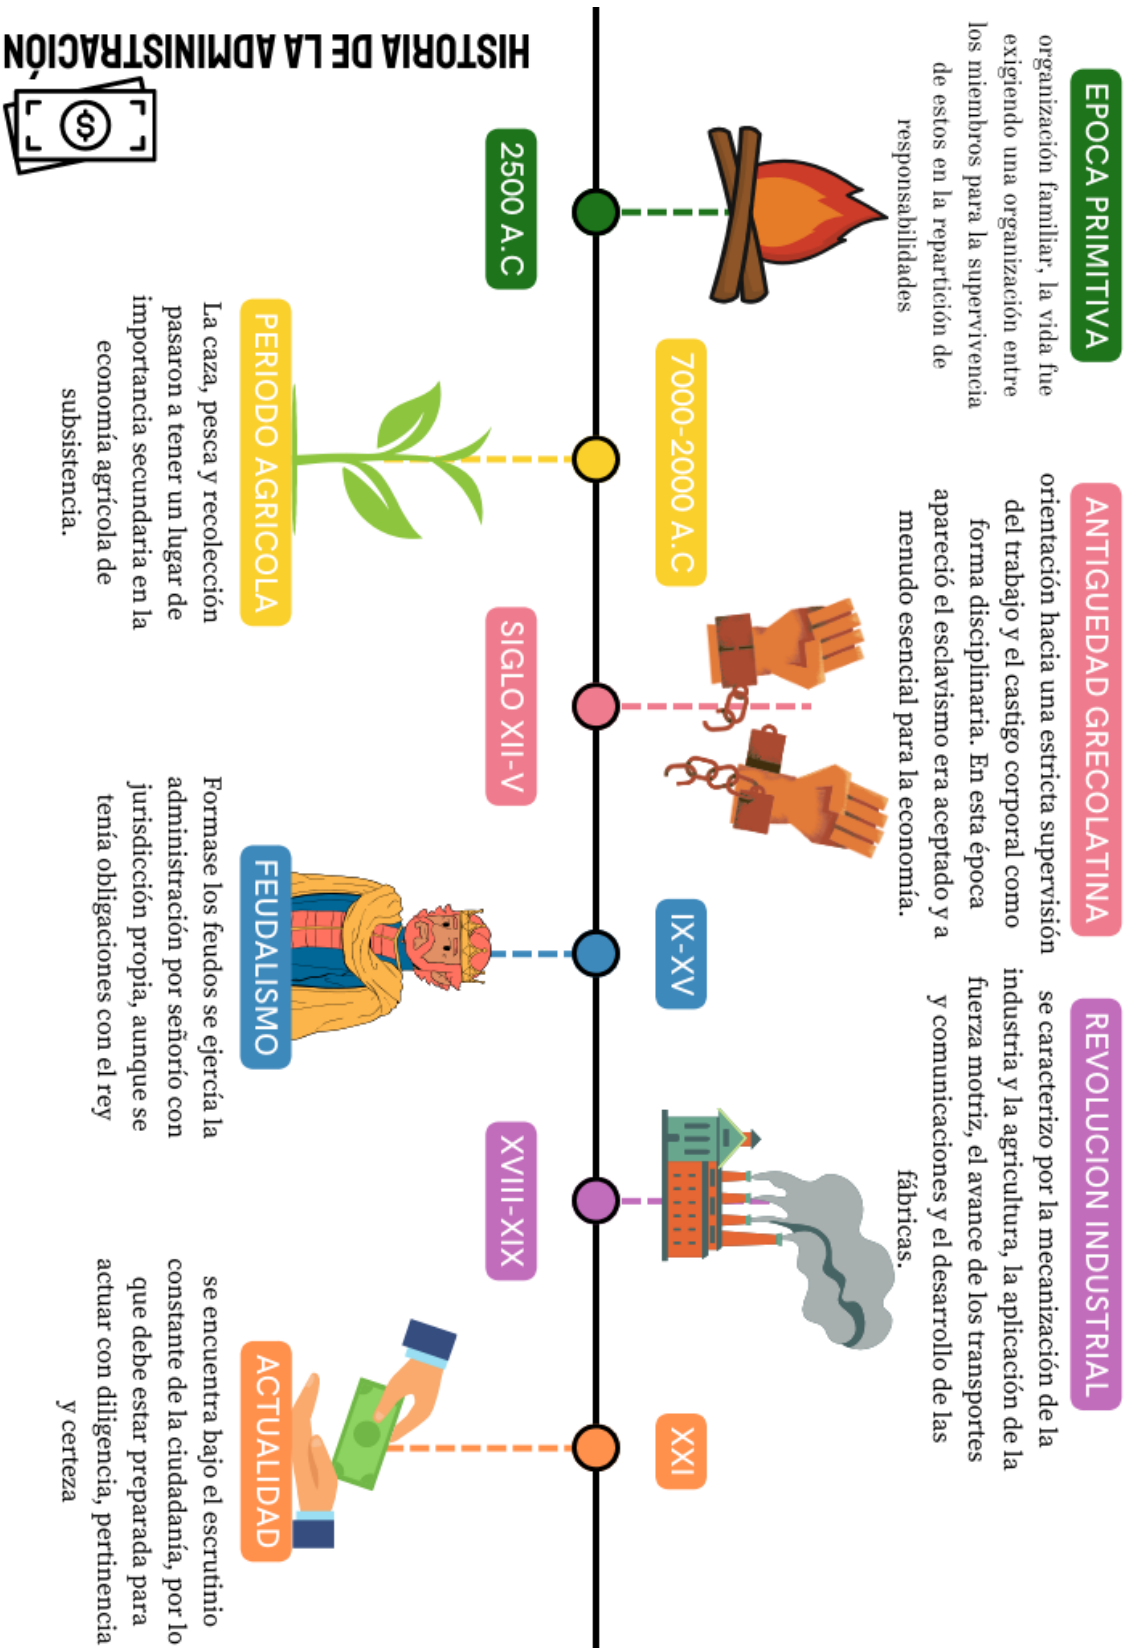 HISTORIA DE LA ADMINISTRACIÓN
EPOCA PRIMITIVA
organización familiar, la vida fue
exigiendo una organización entre
los miembros para la supervivencia
de estos en la repartición de
responsabilidades
2500 A.C
7000-2000 A.C
PERIODO AGRICOLA
La caza, pesca y recolección
pasaron a tener un lugar de
importancia secundaria en la
economía agrícola de
subsistencia.
ANTIGUEDAD GRECOLATINA
orientación hacia una estricta supervisión
del trabajo y el castigo corporal como
forma disciplinaria. En esta época
apareció el esclavismo era aceptado y a
menudo esencial para la economía.
SIGLO XII-V
IX-XV
FEUDALISMO
Formase los feudos se ejercía la
administración por señorío con
jurisdicción propia, aunque se
tenía obligaciones con el rey
REVOLUCION INDUSTRIAL
se caracterizo por la mecanización de la
industria y la agricultura, la aplicación de la
fuerza motriz, el avance de los transportes
y comunicaciones y el desarrollo de las
fábricas.
XVIII-XIX
XXI
ACTUALIDAD
se encuentra bajo el escrutinio
constante de la ciudadanía, por lo
que debe estar preparada para
actuar con diligencia, pertinencia
y certeza